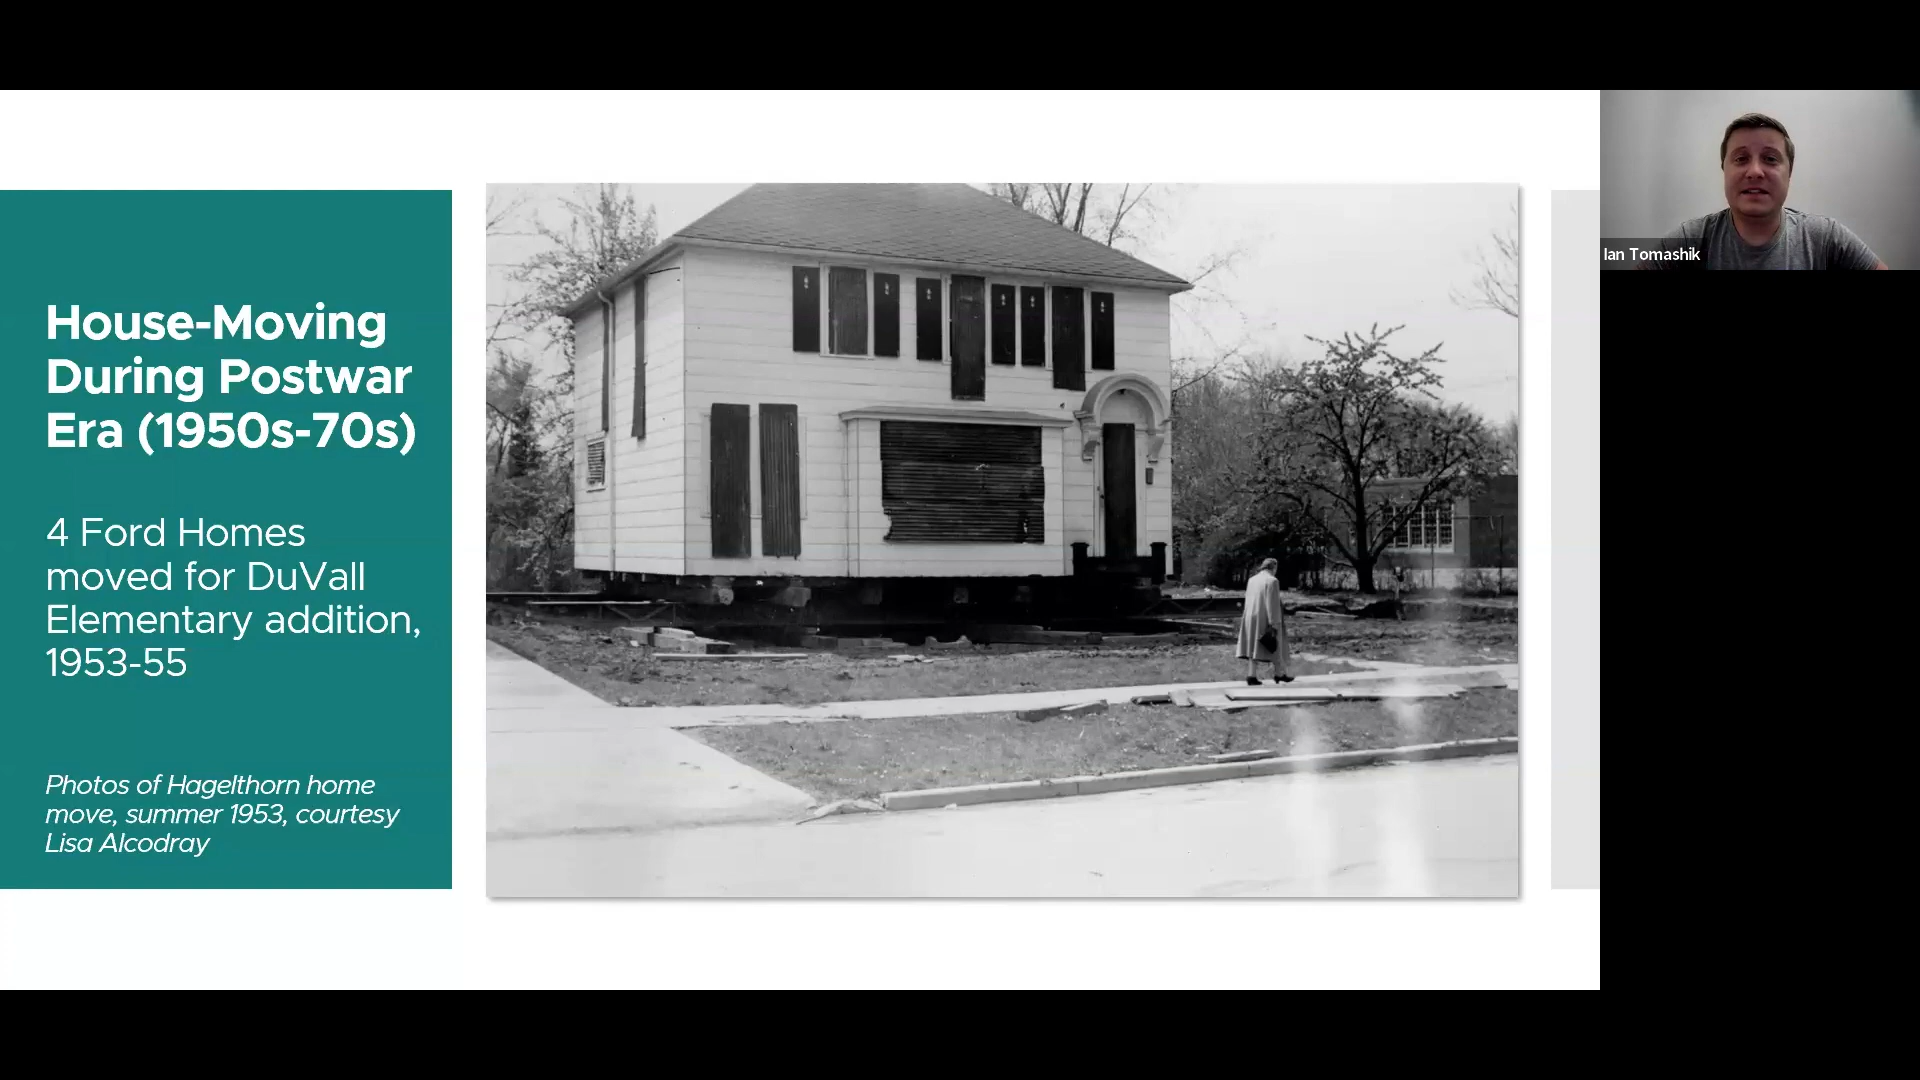 House-Moving
During Postwar
Era (1950s-70s)
4 Ford Homes
moved for DuVall
Elementary addition,
1953-55
Photos of Hagelthorn home
move, summer 1953, courtesy
Lisa Alcodray
Ian Tomashik